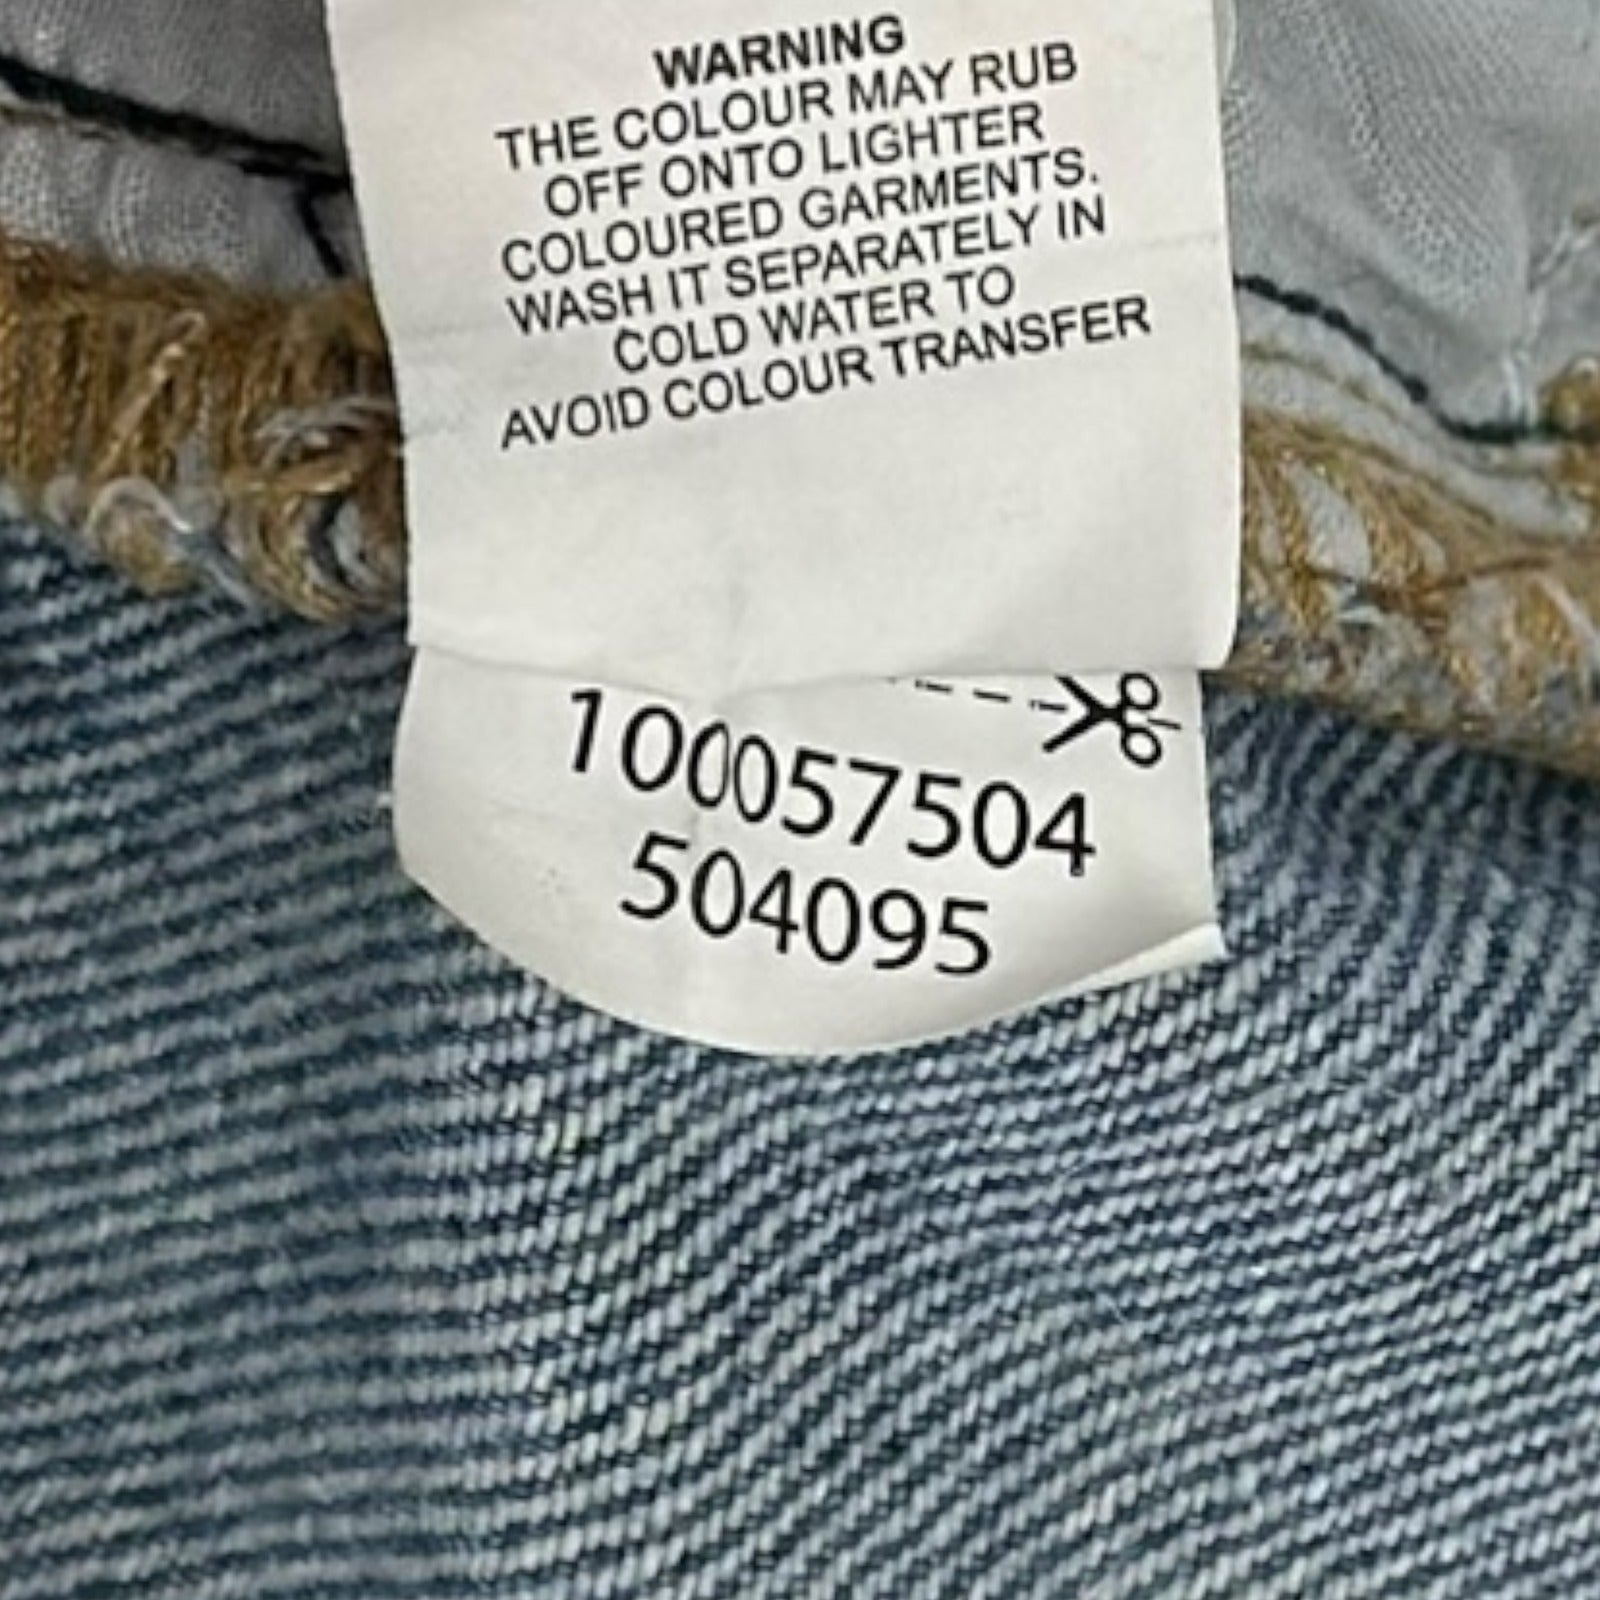 WARNING
THE COLOUR MAY RUB
OFF ONTO LIGHTER
COLOURED GARMENTS.
WASH IT SEPARATELY IN
COLD WATER TO
AVOID COLOUR TRANSFER
100057504
504095